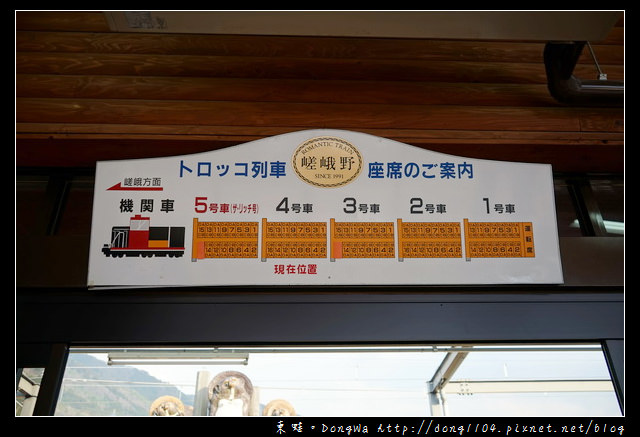 トロッコ列車
ROMANTIC TRAIN
嵯峨野
SINCE 1991
座席のご案内
嵯峨方面
機関車
5号車(ザ・リッチ号)
4号車
3号車
2号車
1号車
運転席
現在位置
東畦。DongWa http://dong1104.pixnet.net/blog